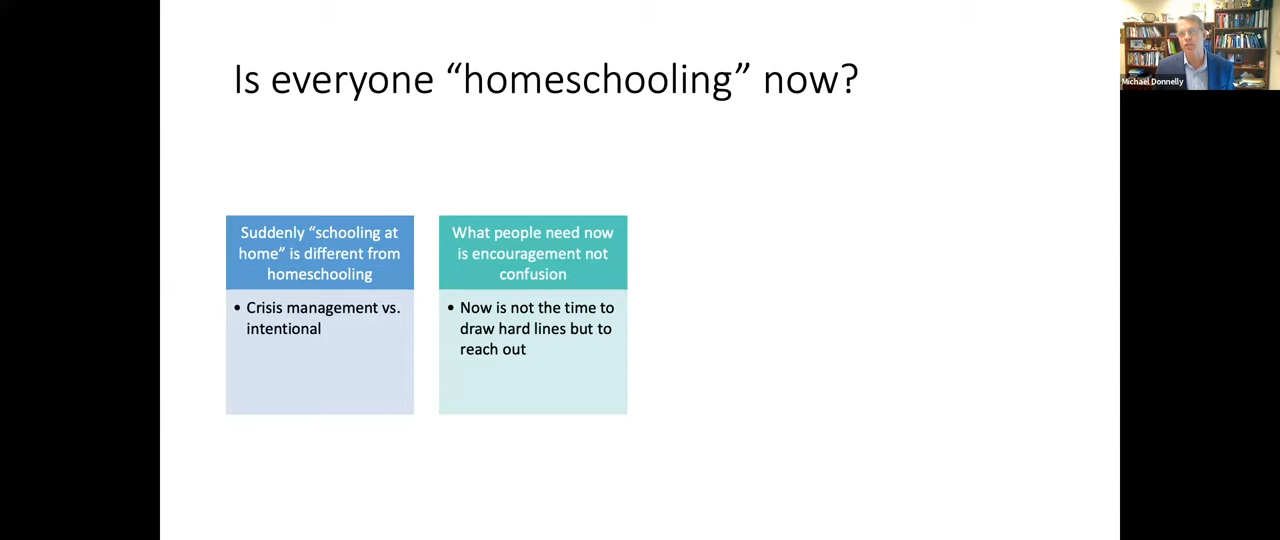 Is everyone “homeschooling” now?
Michael Donnelly
Suddenly “schooling at
home” is different from
homeschooling
• Crisis management vs.
intentional
What people need now
is encouragement not
confusion
• Now is not the time to
draw hard lines but to
reach out